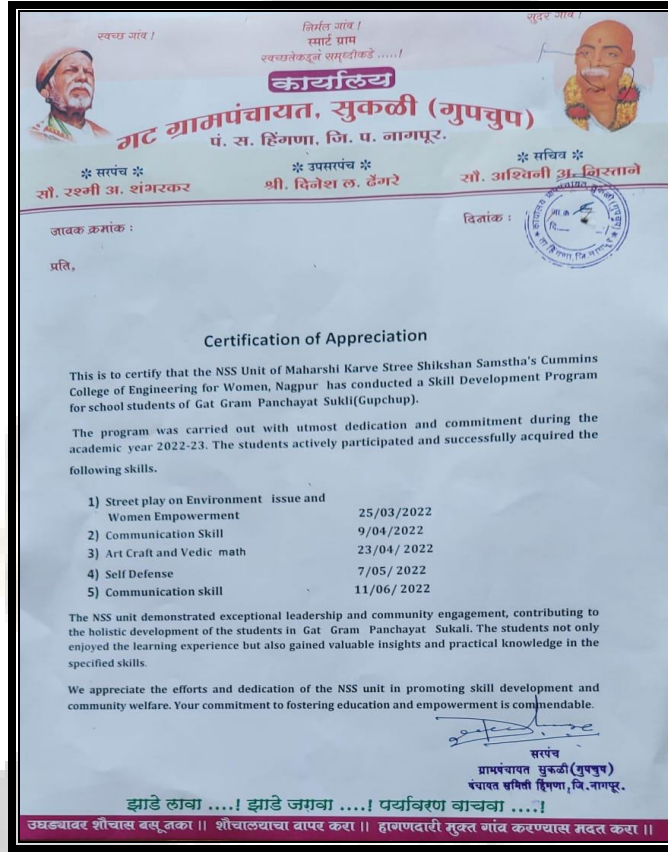 स्वच्छ गांव !
निर्मल गांव !
सुंदर गांव !
स्मार्ट ग्राम
स्वच्छतेकडून समृध्दीकडे .....!
कार्यालय
गट ग्रामपंचायत, सुकळी (गुपचुप)
पं. स. हिंगणा, जि. प. नागपूर.
❇ सरपंच ❇
❇ उपसरपंच ❇
❇ सचिव ❇
सौ. रश्मी अ. शंभरकर
श्री. दिनेश ल. ढेंगरे
सौ. अश्विनी अ. निस्ताने
जावक क्रमांक :
दिनांक :
प्रति,
Certification of Appreciation
This is to certify that the NSS Unit of Maharshi Karve Stree Shikshan Samstha's Cummins
College of Engineering for Women, Nagpur has conducted a Skill Development Program
for school students of Gat Gram Panchayat Sukli(Gupchup).
The program was carried out with utmost dedication and commitment during the
academic year 2022-23. The students actively participated and successfully acquired the
following skills.
1) Street play on Environment issue and
Women Empowerment 25/03/2022
2) Communication Skill 9/04/2022
3) Art Craft and Vedic math 23/04/ 2022
4) Self Defense 7/05/ 2022
5) Communication skill 11/06/ 2022
The NSS unit demonstrated exceptional leadership and community engagement, contributing to
the holistic development of the students in Gat Gram Panchayat Sukali. The students not only
enjoyed the learning experience but also gained valuable insights and practical knowledge in the
specified skills.
We appreciate the efforts and dedication of the NSS unit in promoting skill development and
community welfare. Your commitment to fostering education and empowerment is commendable.
सरपंच
ग्रामपंचायत सुकळी(गुपचुप)
पंचायत समिती हिंगणा,जि.नागपूर.
झाडे लावा ....! झाडे जगवा ....! पर्यावरण वाचवा ....!
उघड्यावर शौचास बसू नका || शौचालयाचा वापर करा || हागणदारी मुक्त गांव करण्यास मदत करा ||